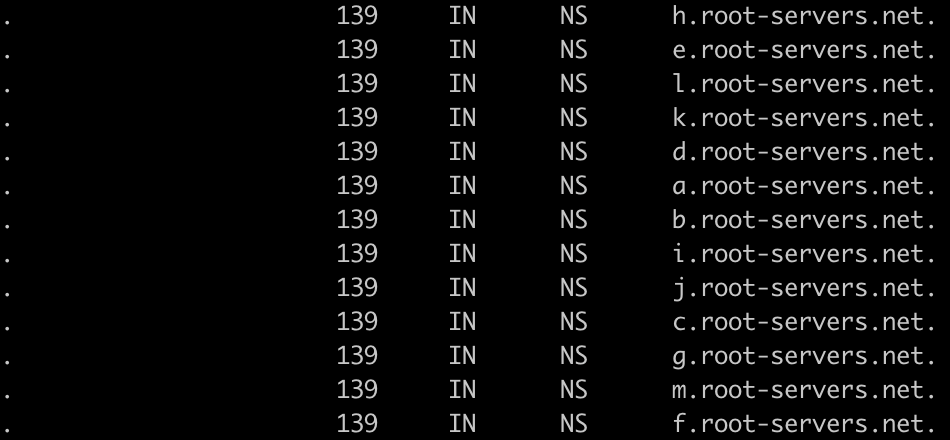 . 139 IN NS h.root-servers.net.
. 139 IN NS e.root-servers.net.
. 139 IN NS l.root-servers.net.
. 139 IN NS k.root-servers.net.
. 139 IN NS d.root-servers.net.
. 139 IN NS a.root-servers.net.
. 139 IN NS b.root-servers.net.
. 139 IN NS i.root-servers.net.
. 139 IN NS j.root-servers.net.
. 139 IN NS c.root-servers.net.
. 139 IN NS g.root-servers.net.
. 139 IN NS m.root-servers.net.
. 139 IN NS f.root-servers.net.